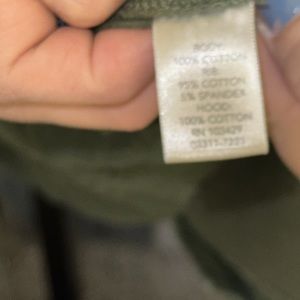 BODY:
100% COTTON
RIB:
95% COTTON
5% SPANDEX
HOOD:
100% COTTON
RN 103429